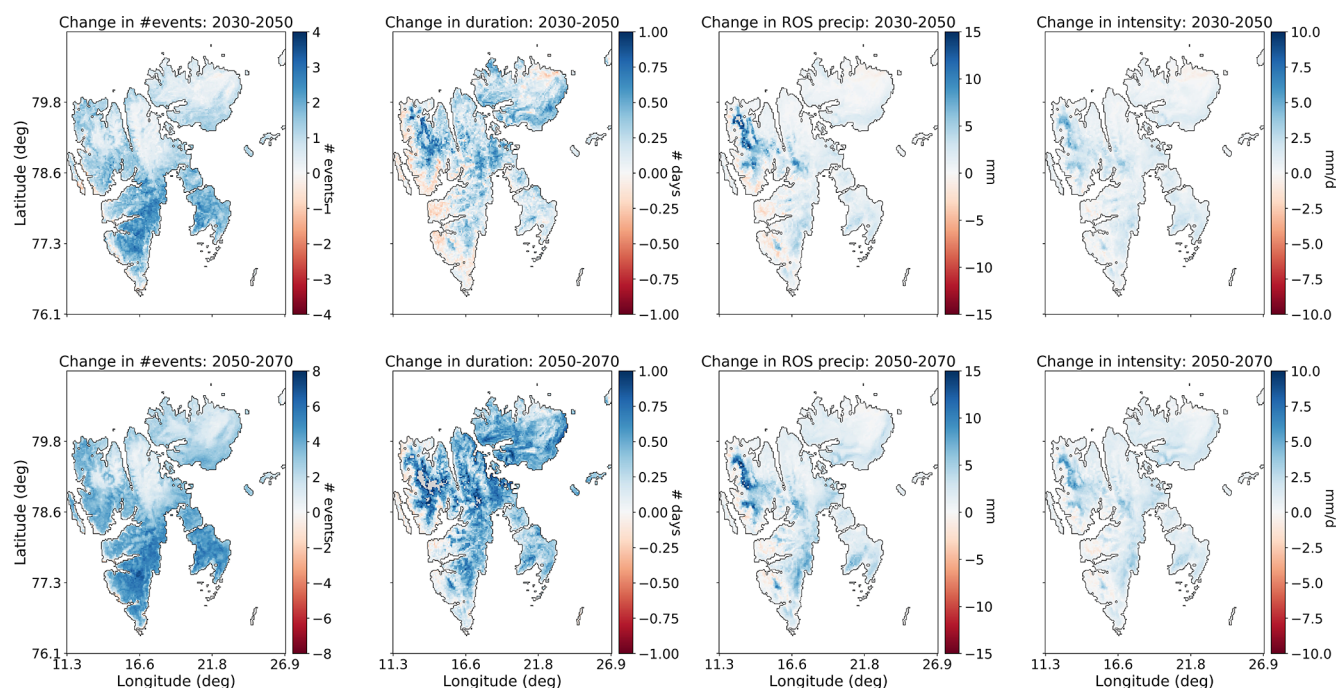 Change in #events: 2030-2050
Latitude (deg)
79.8
78.6
77.3
76.1
11.3 16.6 21.8 26.9
4
3
2
1
0
−1
−2
−3
−4
# events
Change in duration: 2030-2050
1.00
0.75
0.50
0.25
0.00
−0.25
−0.50
−0.75
−1.00
# days
Change in ROS precip: 2030-2050
15
10
5
0
−5
−10
−15
mm
Change in intensity: 2030-2050
10.0
7.5
5.0
2.5
0.0
−2.5
−5.0
−7.5
−10.0
mm/d
Change in #events: 2050-2070
Latitude (deg)
79.8
78.6
77.3
76.1
11.3 16.6 21.8 26.9
Longitude (deg)
8
6
4
2
0
−2
−4
−6
−8
# events
Change in duration: 2050-2070
11.3 16.6 21.8 26.9
Longitude (deg)
1.00
0.75
0.50
0.25
0.00
−0.25
−0.50
−0.75
−1.00
# days
Change in ROS precip: 2050-2070
11.3 16.6 21.8 26.9
Longitude (deg)
15
10
5
0
−5
−10
−15
mm
Change in intensity: 2050-2070
11.3 16.6 21.8 26.9
Longitude (deg)
10.0
7.5
5.0
2.5
0.0
−2.5
−5.0
−7.5
−10.0
mm/d